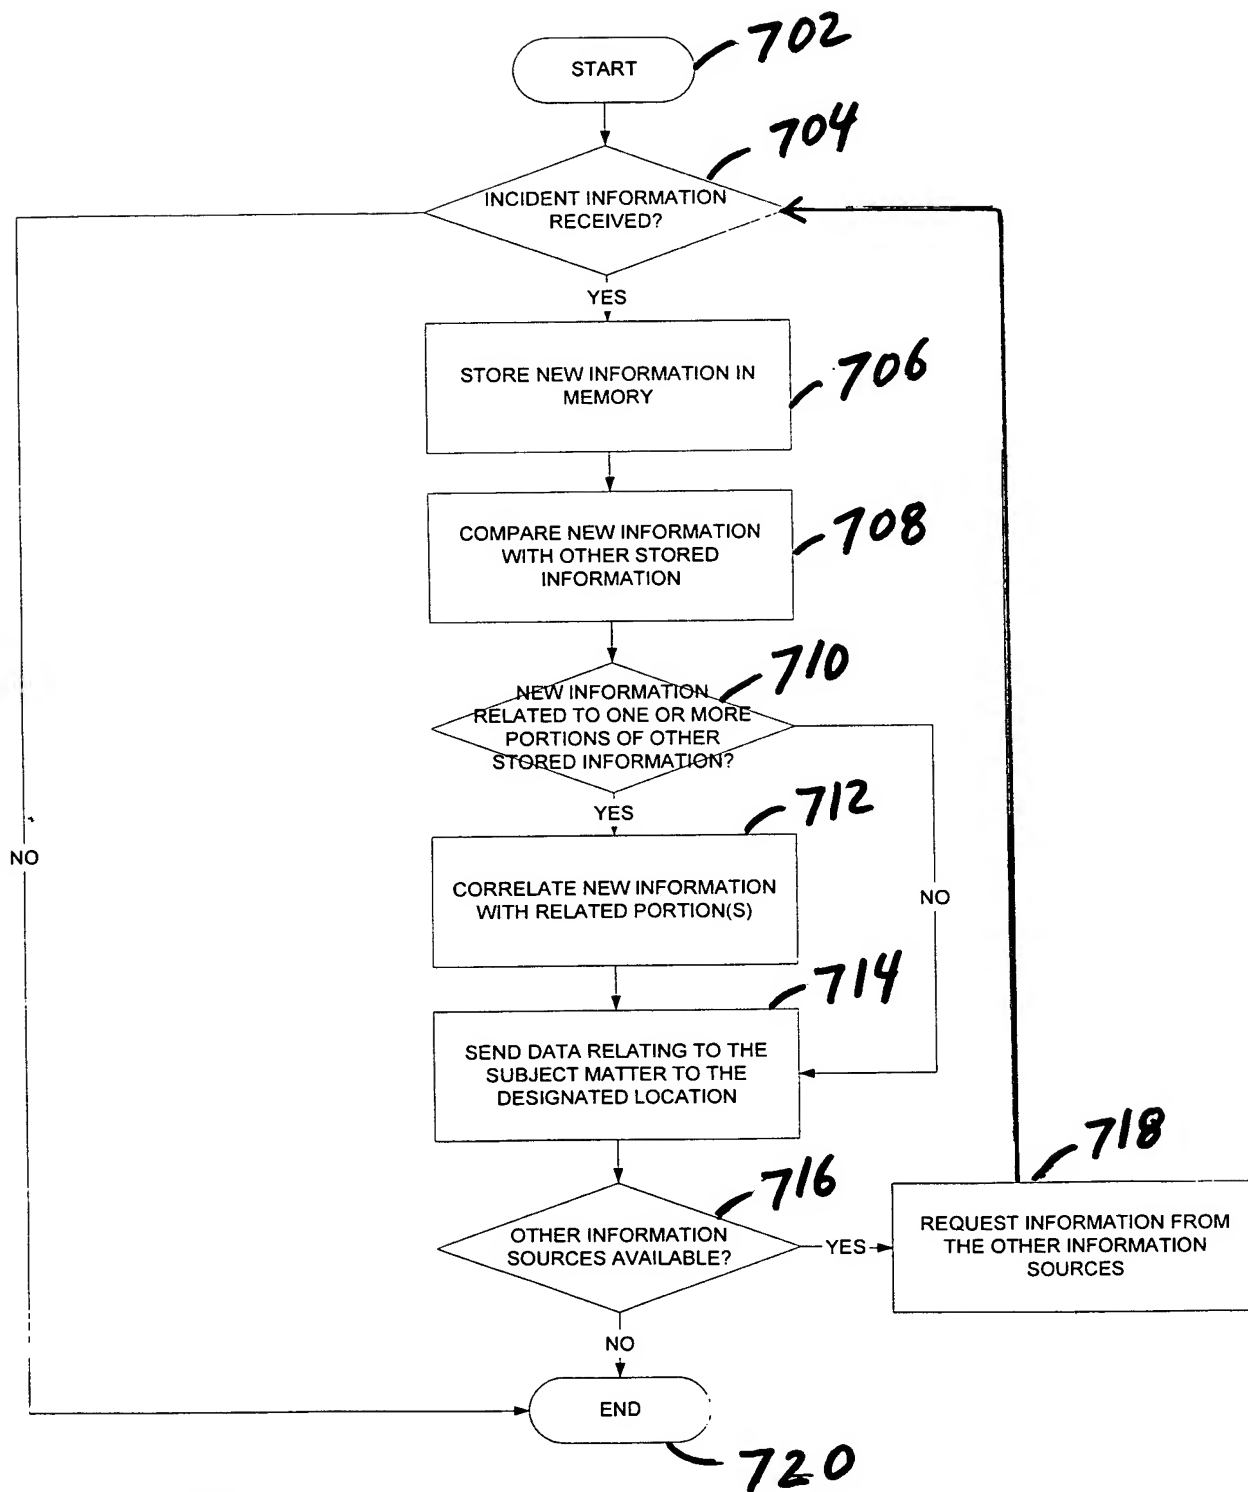 702
START
704
INCIDENT INFORMATION
RECEIVED?
YES
STORE NEW INFORMATION IN
MEMORY
706
COMPARE NEW INFORMATION
WITH OTHER STORED
INFORMATION
708
710
NEW INFORMATION
RELATED TO ONE OR MORE
PORTIONS OF OTHER
STORED INFORMATION?
YES
712
NO
CORRELATE NEW INFORMATION
WITH RELATED PORTION(S)
NO
714
SEND DATA RELATING TO THE
SUBJECT MATTER TO THE
DESIGNATED LOCATION
716
718
OTHER INFORMATION
SOURCES AVAILABLE?
YES
REQUEST INFORMATION FROM
THE OTHER INFORMATION
SOURCES
NO
END
720